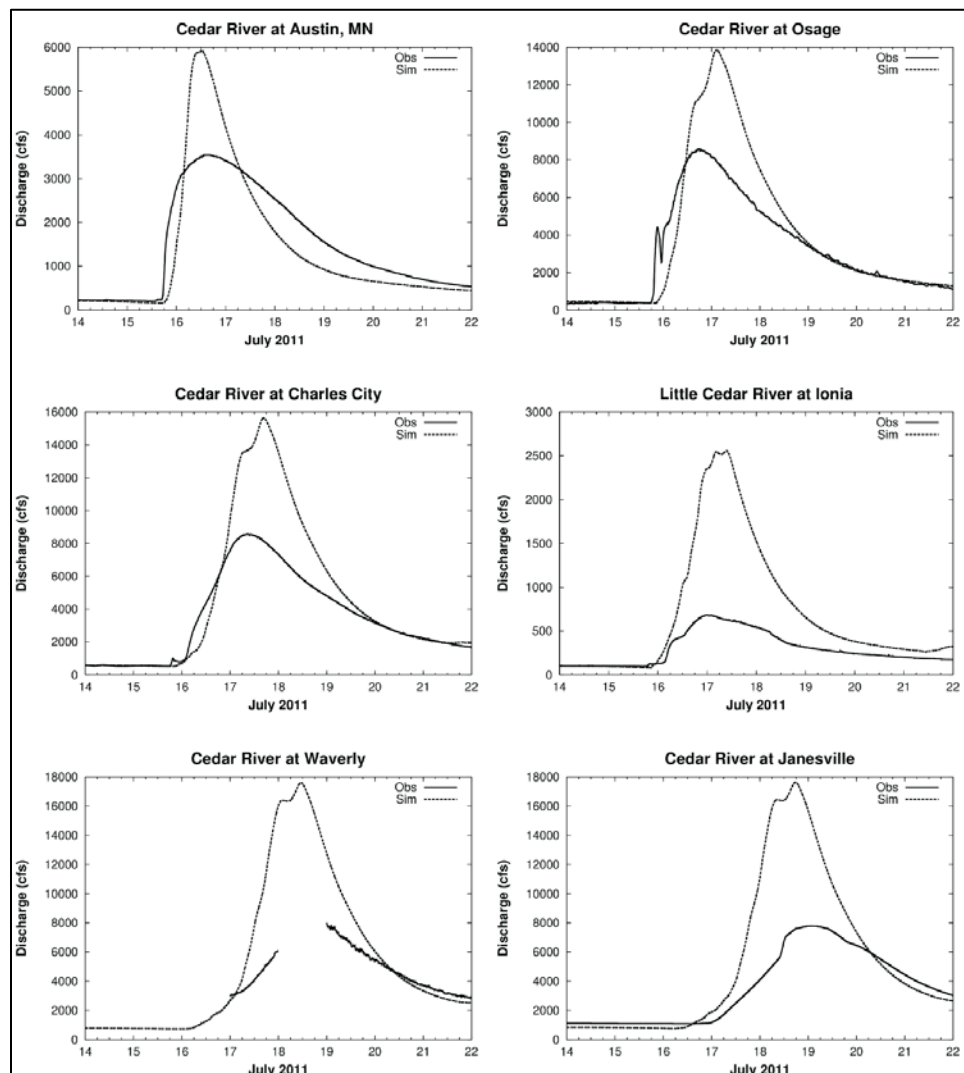 Cedar River at Austin, MN
Discharge (cfs)
6000
5000
4000
3000
2000
1000
0
Obs
Sim
14 15 16 17 18 19 20 21 22
July 2011
Cedar River at Osage
Discharge (cfs)
14000
12000
10000
8000
6000
4000
2000
0
Obs
Sim
14 15 16 17 18 19 20 21 22
July 2011
Cedar River at Charles City
Discharge (cfs)
16000
14000
12000
10000
8000
6000
4000
2000
0
Obs
Sim
14 15 16 17 18 19 20 21 22
July 2011
Little Cedar River at Ionia
Discharge (cfs)
3000
2500
2000
1500
1000
500
0
Obs
Sim
14 15 16 17 18 19 20 21 22
July 2011
Cedar River at Waverly
Discharge (cfs)
18000
16000
14000
12000
10000
8000
6000
4000
2000
0
Obs
Sim
14 15 16 17 18 19 20 21 22
July 2011
Cedar River at Janesville
Discharge (cfs)
18000
16000
14000
12000
10000
8000
6000
4000
2000
0
Obs
Sim
14 15 16 17 18 19 20 21 22
July 2011